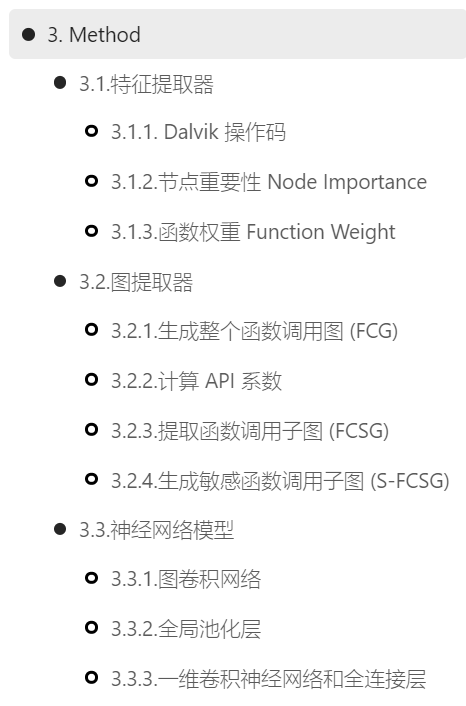 3. Method
3.1.特征提取器
3.1.1. Dalvik 操作码
3.1.2.节点重要性 Node Importance
3.1.3.函数权重 Function Weight
3.2.图提取器
3.2.1.生成整个函数调用图 (FCG)
3.2.2.计算 API 系数
3.2.3.提取函数调用子图 (FCSG)
3.2.4.生成敏感函数调用子图 (S-FCSG)
3.3.神经网络模型
3.3.1.图卷积网络
3.3.2.全局池化层
3.3.3.一维卷积神经网络和全连接层